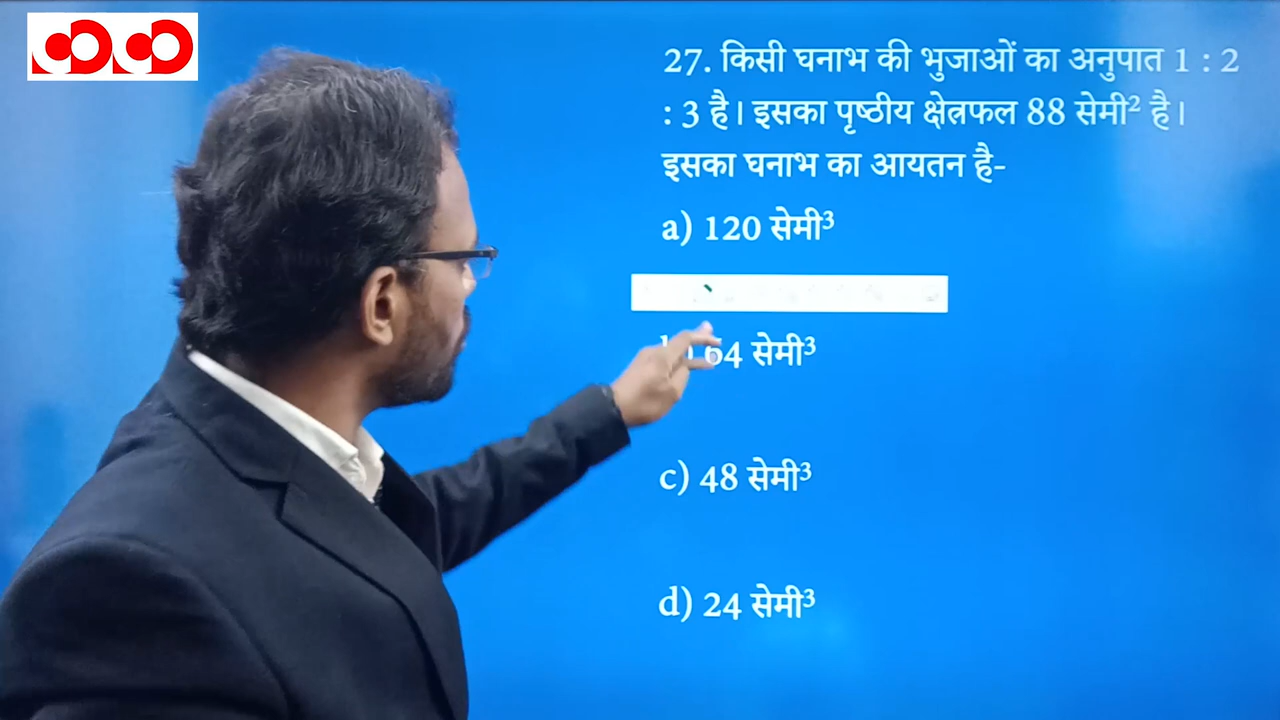 27. किसी घनाभ की भुजाओं का अनुपात 1 : 2
: 3 है। इसका पृष्ठीय क्षेत्रफल 88 सेमी² है।
इसका घनाभ का आयतन है-
a) 120 सेमी³
64 सेमी³
c) 48 सेमी³
d) 24 सेमी³